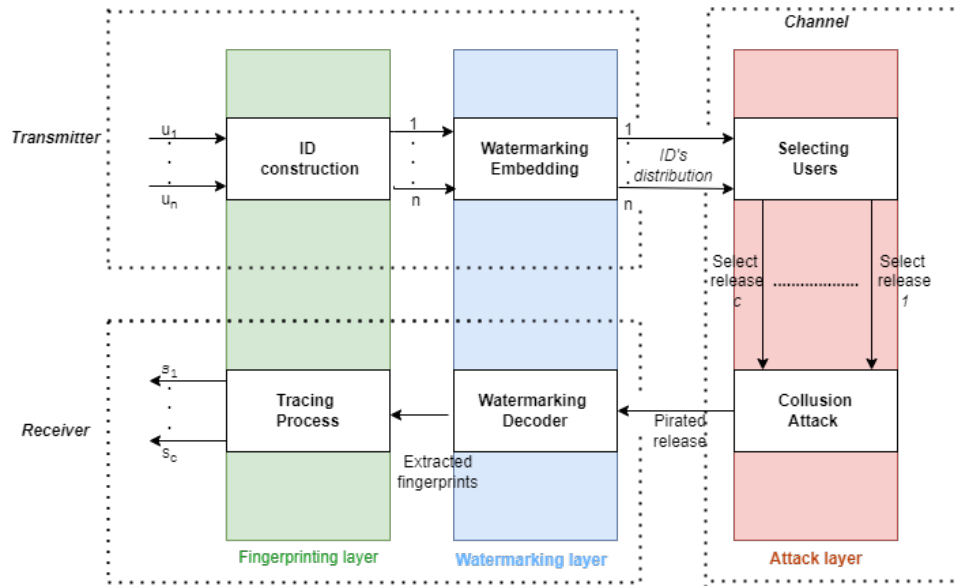 Channel
Transmitter
u1
un
ID
construction
1
n
Watermarking
Embedding
1
n
ID's
distribution
Selecting
Users
Select
release
c
Select
release
1
s1
sc
Receiver
Tracing
Process
Extracted
fingerprints
Watermarking
Decoder
Pirated
release
Collusion
Attack
Fingerprinting layer
Watermarking layer
Attack layer